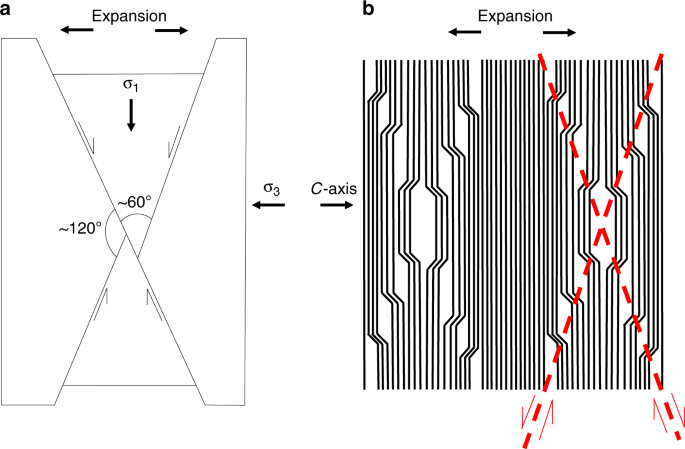 a
Expansion
σ1
~60°
~120°
σ3
b
Expansion
C-axis